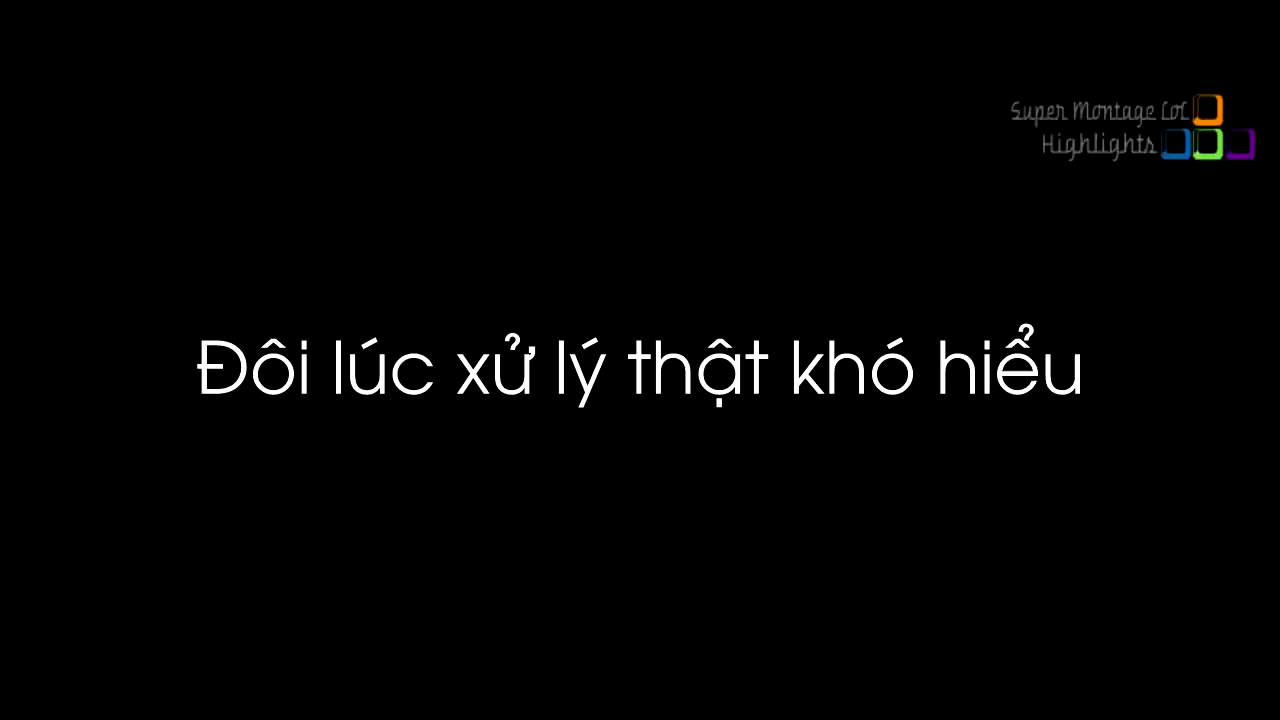 Super Montage LoL
Highlights
Đôi lúc xử lý thật khó hiểu